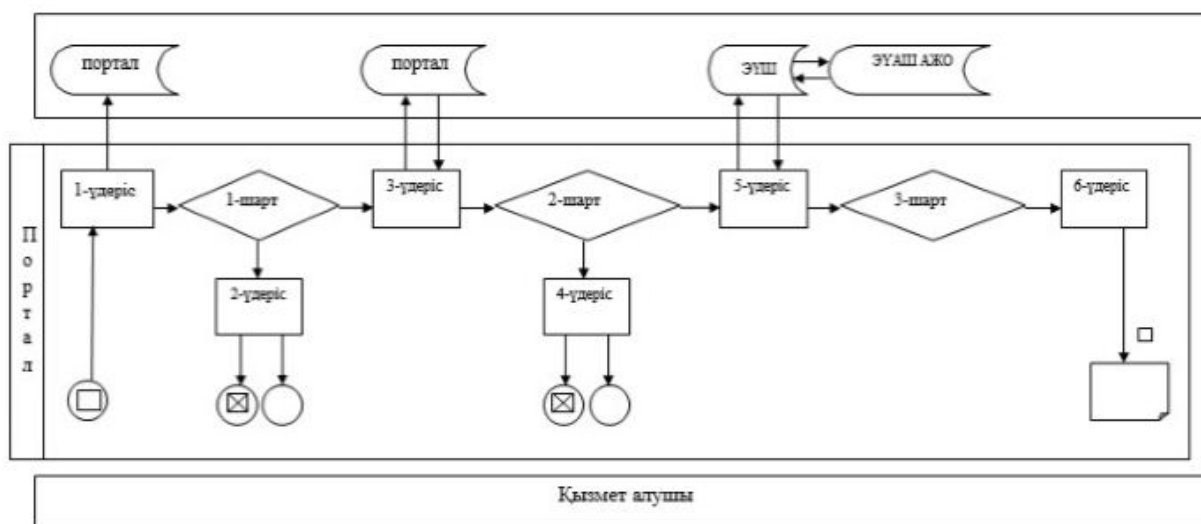 портал
портал
ЭҮШ
ЭҮАШ АЖО
1-үдеріс
1-шарт
3-үдеріс
2-шарт
5-үдеріс
3-шарт
6-үдеріс
2-үдеріс
4-үдеріс
Портал
Қызмет алушы